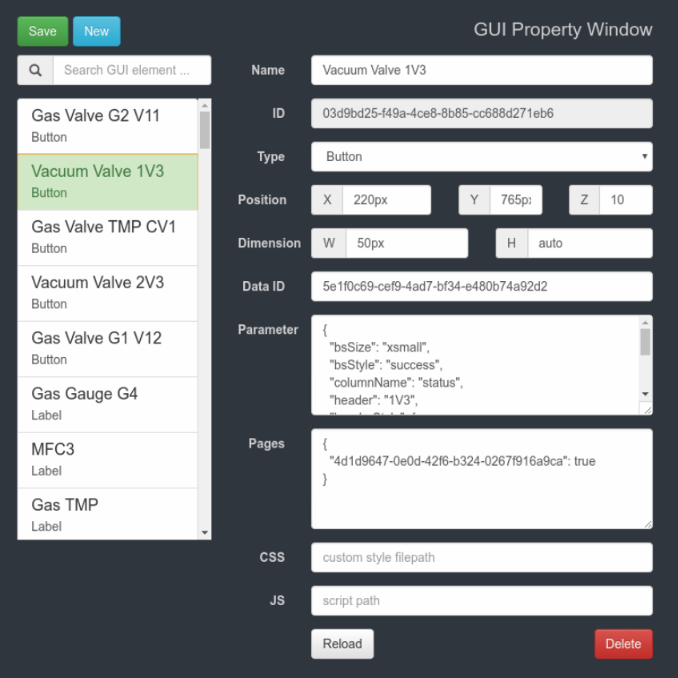 Save New GUI Property Window
Search GUI element ...
Name Vacuum Valve 1V3
ID 03d9bd25-f49a-4ce8-8b85-cc688d271eb6
Type Button
Position X 220px Y 765px Z 10
Dimension W 50px H auto
Data ID 5e1f0c69-cef9-4ad7-bf34-e480b74a92d2
Parameter {
"bsSize": "xsmall",
"bsStyle": "success",
"columnName": "status",
"header": "1V3",
Pages {
"4d1d9647-0e0d-42f6-b324-0267f916a9ca": true
}
CSS custom style filepath
JS script path
Reload Delete
Gas Valve G2 V11
Button
Vacuum Valve 1V3
Button
Gas Valve TMP CV1
Button
Vacuum Valve 2V3
Button
Gas Valve G1 V12
Button
Gas Gauge G4
Label
MFC3
Label
Gas TMP
Label